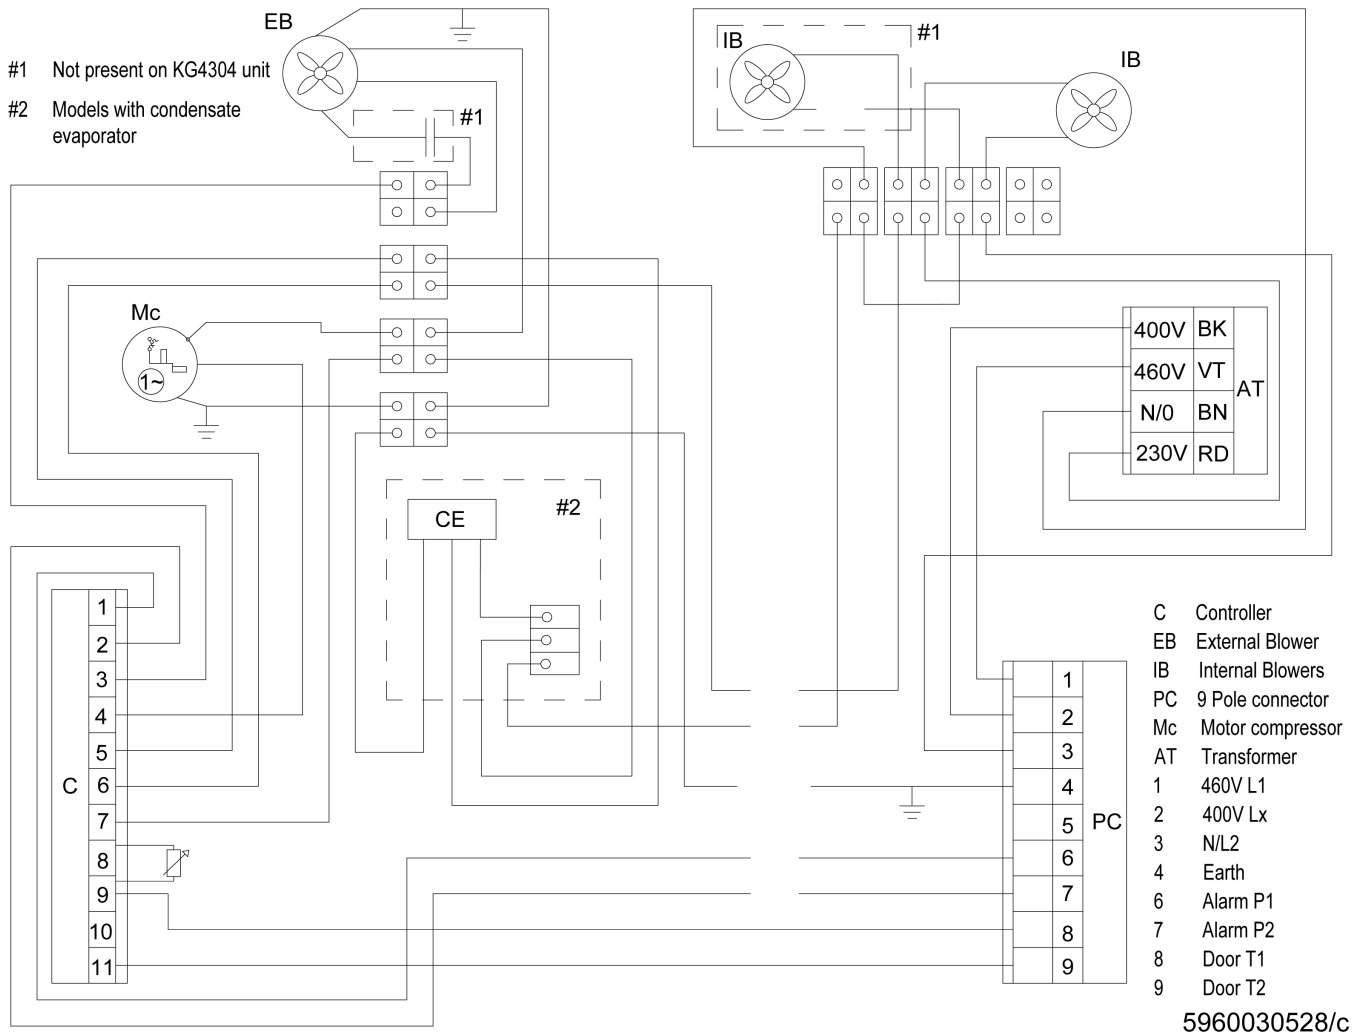 EB
#1 Not present on KG4304 unit
#2 Models with condensate
evaporator
#1
IB
#1
IB
Mc
1~
400V BK
460V VT
N/0 BN
230V RD
AT
CE
#2
C
1
2
3
4
5
6
7
8
9
10
11
1
2
3
4
5
6
7
8
9
PC
C Controller
EB External Blower
IB Internal Blowers
PC 9 Pole connector
Mc Motor compressor
AT Transformer
1 460V L1
2 400V Lx
3 N/L2
4 Earth
6 Alarm P1
7 Alarm P2
8 Door T1
9 Door T2
5960030528/c